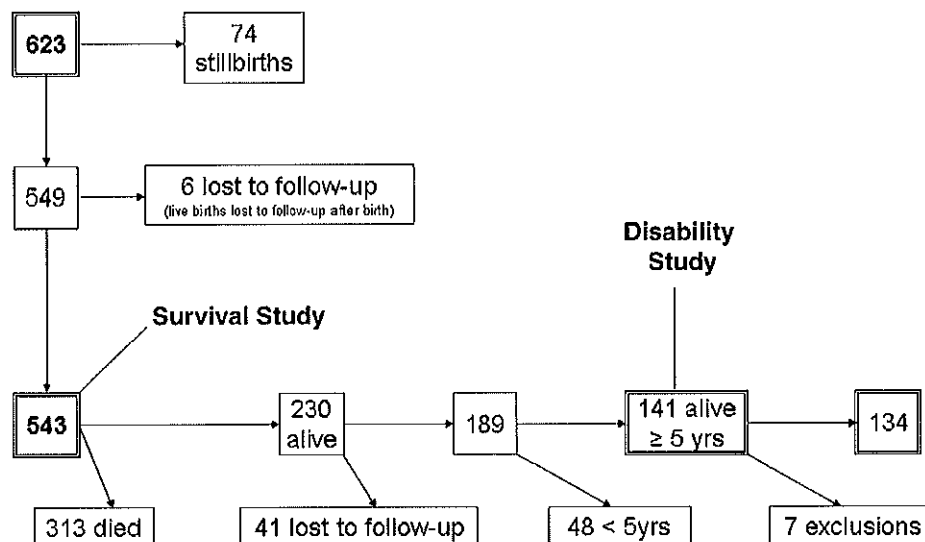 623
74
stillbirths
549
6 lost to follow-up
(live births lost to follow-up after birth)
Disability
Study
Survival Study
543
230
alive
189
141 alive
≥ 5 yrs
134
313 died
41 lost to follow-up
48 < 5yrs
7 exclusions